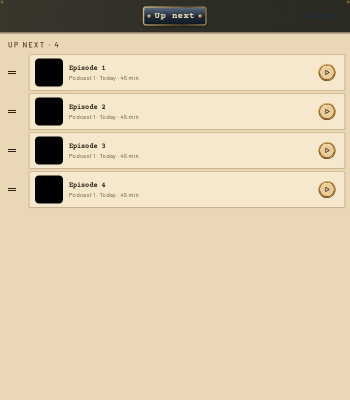 Up next
UP NEXT · 4
Episode 1
Podcast 1 · Today · 45 min
Episode 2
Podcast 1 · Today · 45 min
Episode 3
Podcast 1 · Today · 45 min
Episode 4
Podcast 1 · Today · 45 min